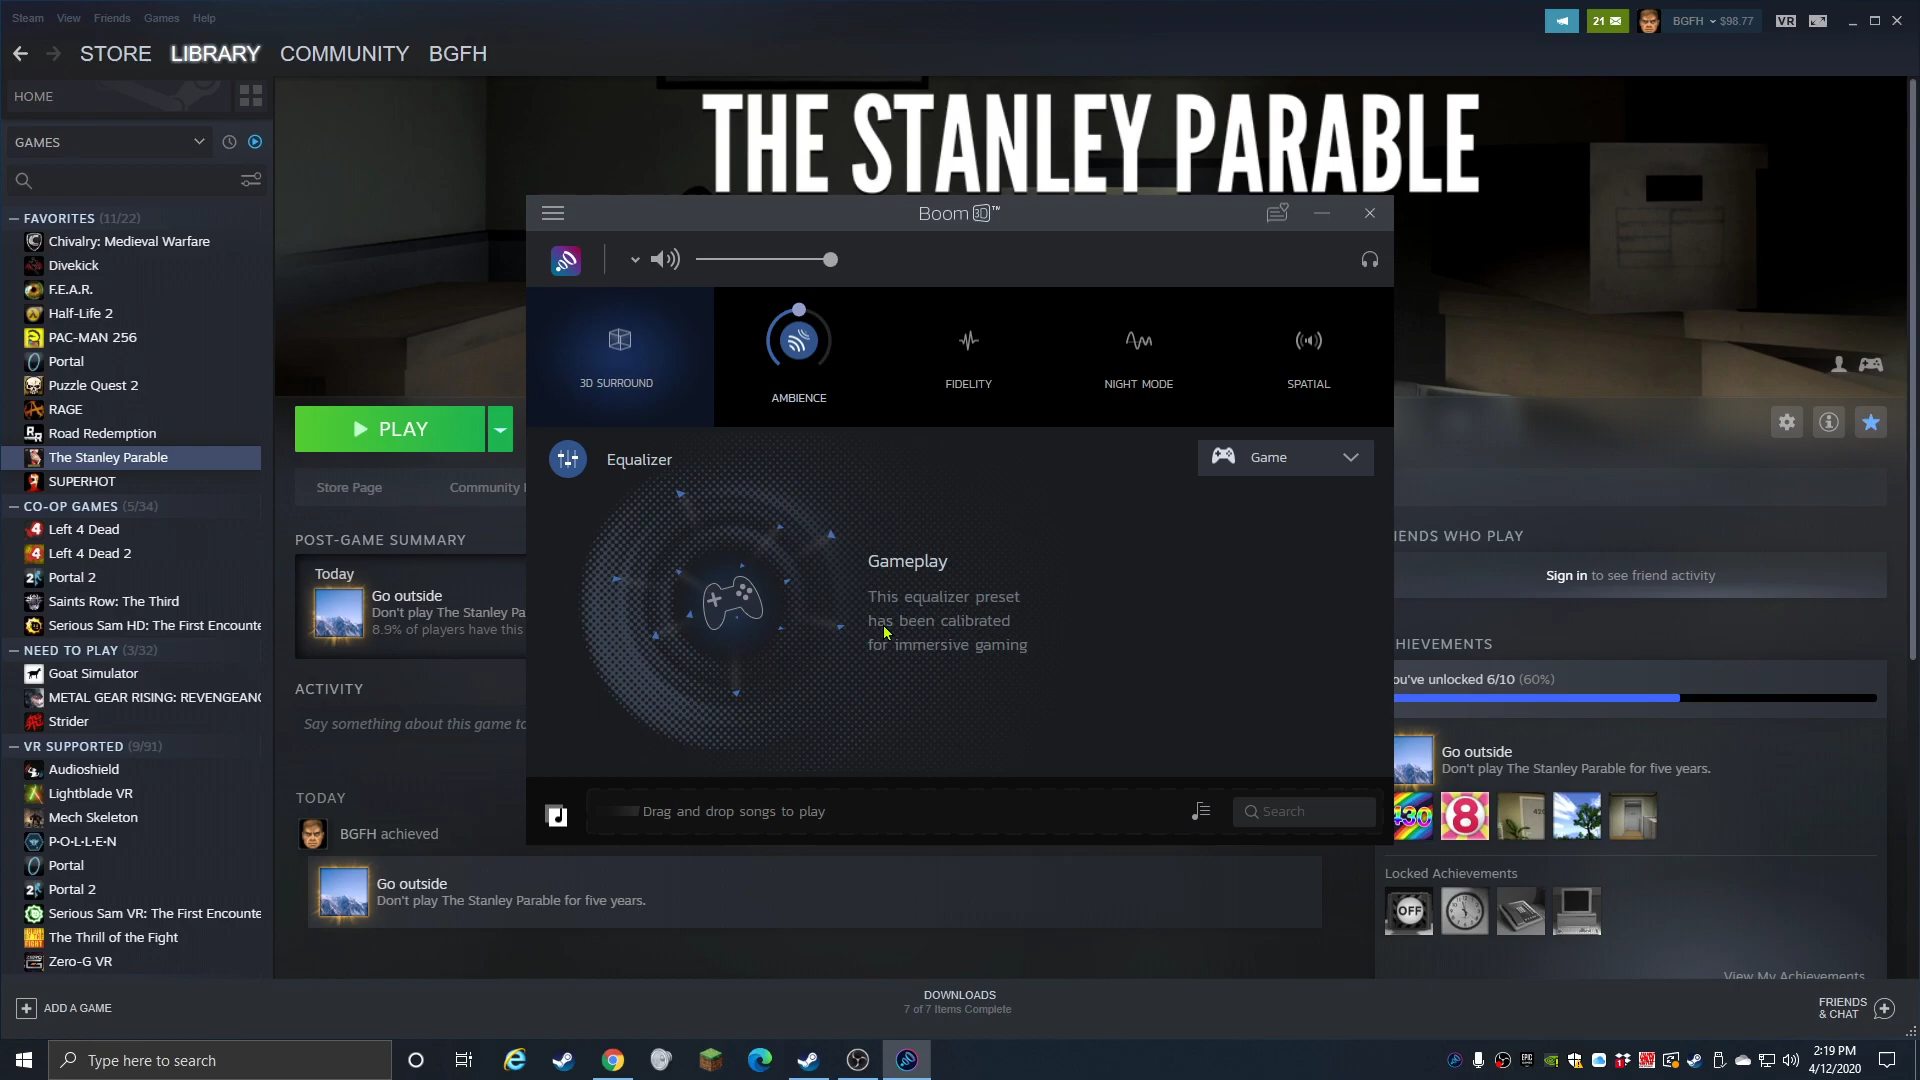 Steam View Friends Games Help
21
BGFH $98.77
VR
STORE LIBRARY COMMUNITY BGFH
HOME
GAMES
FAVORITES (11/22)
Chivalry: Medieval Warfare
Divekick
F.E.A.R.
Half-Life 2
PAC-MAN 256
Portal
Puzzle Quest 2
RAGE
Road Redemption
The Stanley Parable
SUPERHOT
CO-OP GAMES (5/34)
Left 4 Dead
Left 4 Dead 2
Portal 2
Saints Row: The Third
Serious Sam HD: The First Encounte
NEED TO PLAY (3/32)
Goat Simulator
METAL GEAR RISING: REVENGEAN
Strider
VR SUPPORTED (9/91)
Audioshield
Lightblade VR
Mech Skeleton
P·O·L·L·E·N
Portal
Portal 2
Serious Sam VR: The First Encounte
The Thrill of the Fight
Zero-G VR
ADD A GAME
THE STANLEY PARABLE
PLAY
Store Page Community
POST-GAME SUMMARY
Today
Go outside
Don't play The Stanley Pa
8.9% of players have this
ACTIVITY
Say something about this game to
TODAY
BGFH achieved
Go outside
Don't play The Stanley Parable for five years.
Boom 3D™
3D SURROUND
AMBIENCE
FIDELITY
NIGHT MODE
SPATIAL
Equalizer
Game
Gameplay
This equalizer preset
has been calibrated
for immersive gaming
Drag and drop songs to play
Search
IENDS WHO PLAY
Sign in to see friend activity
HIEVEMENTS
ou've unlocked 6/10 (60%)
Go outside
Don't play The Stanley Parable for five years.
430
8
Locked Achievements
OFF
View My Achievements
DOWNLOADS
7 of 7 Items Complete
FRIENDS
& CHAT
Type here to search
2:19 PM
4/12/2020